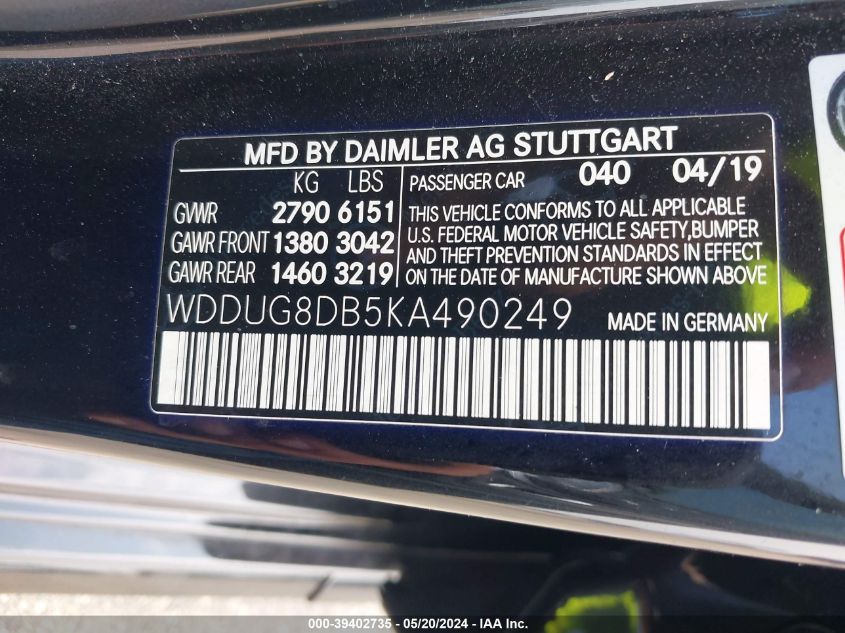 MFD BY DAIMLER AG STUTTGART
KG LBS
GVWR 2790 6151
GAWR FRONT 1380 3042
GAWR REAR 1460 3219
PASSENGER CAR 040 04/19
THIS VEHICLE CONFORMS TO ALL APPLICABLE
U.S. FEDERAL MOTOR VEHICLE SAFETY,BUMPER
AND THEFT PREVENTION STANDARDS IN EFFECT
ON THE DATE OF MANUFACTURE SHOWN ABOVE
WDDUG8DB5KA490249 MADE IN GERMANY
000-39402735 - 05/20/2024 - IAA Inc.